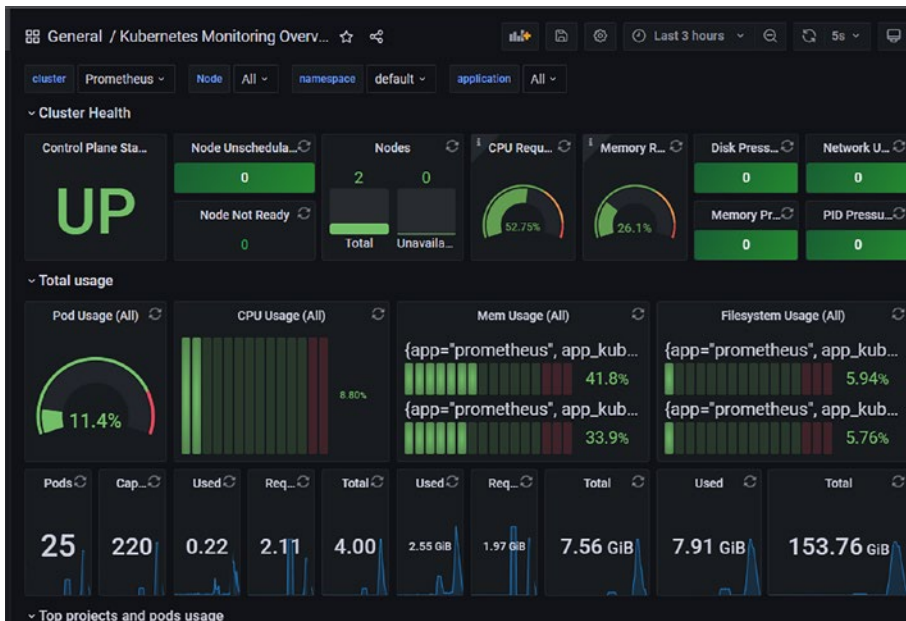 General / Kubernetes Monitoring Overv...
Last 3 hours
5s
cluster Prometheus Node All namespace default application All
Cluster Health
Control Plane Sta...
UP
Node Unschedula...
0
Node Not Ready
0
Nodes
2 0
Total Unavaila...
CPU Requ...
52.75%
Memory R...
26.1%
Disk Press...
0
Network U...
0
Memory Pr...
0
PID Pressu...
0
Total usage
Pod Usage (All)
11.4%
CPU Usage (All)
8.80%
Mem Usage (All)
{app="prometheus", app_kub...
41.8%
{app="prometheus", app_kub...
33.9%
Filesystem Usage (All)
{app="prometheus", app_kub...
5.94%
{app="prometheus", app_kub...
5.76%
Pods
25
Cap...
220
Used
0.22
Req...
2.11
Total
4.00
Used
2.55 GiB
Req...
1.97 GiB
Total
7.56 GiB
Used
7.91 GiB
Total
153.76 GiB
Top projects and pods usage